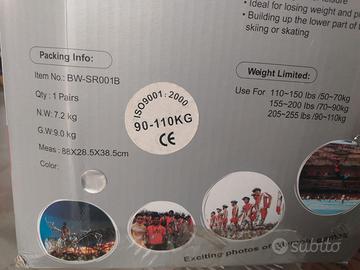 • Ideal for losing weight and
• Building up the lower part of
skiing or skating
Packing Info:
Item No.: BW-SR001B
Qty : 1 Pairs
N.W: 7.2 kg
G.W: 9.0 kg
Meas : 88X28.5X38.5cm
Color:
ISO9001: 2000
90-110KG
CE
Weight Limited:
Use For 110~150 lbs /50~70kg
155~200 lbs /70~90kg
205~255 lbs /90~110kg
Exciting photos of
subito